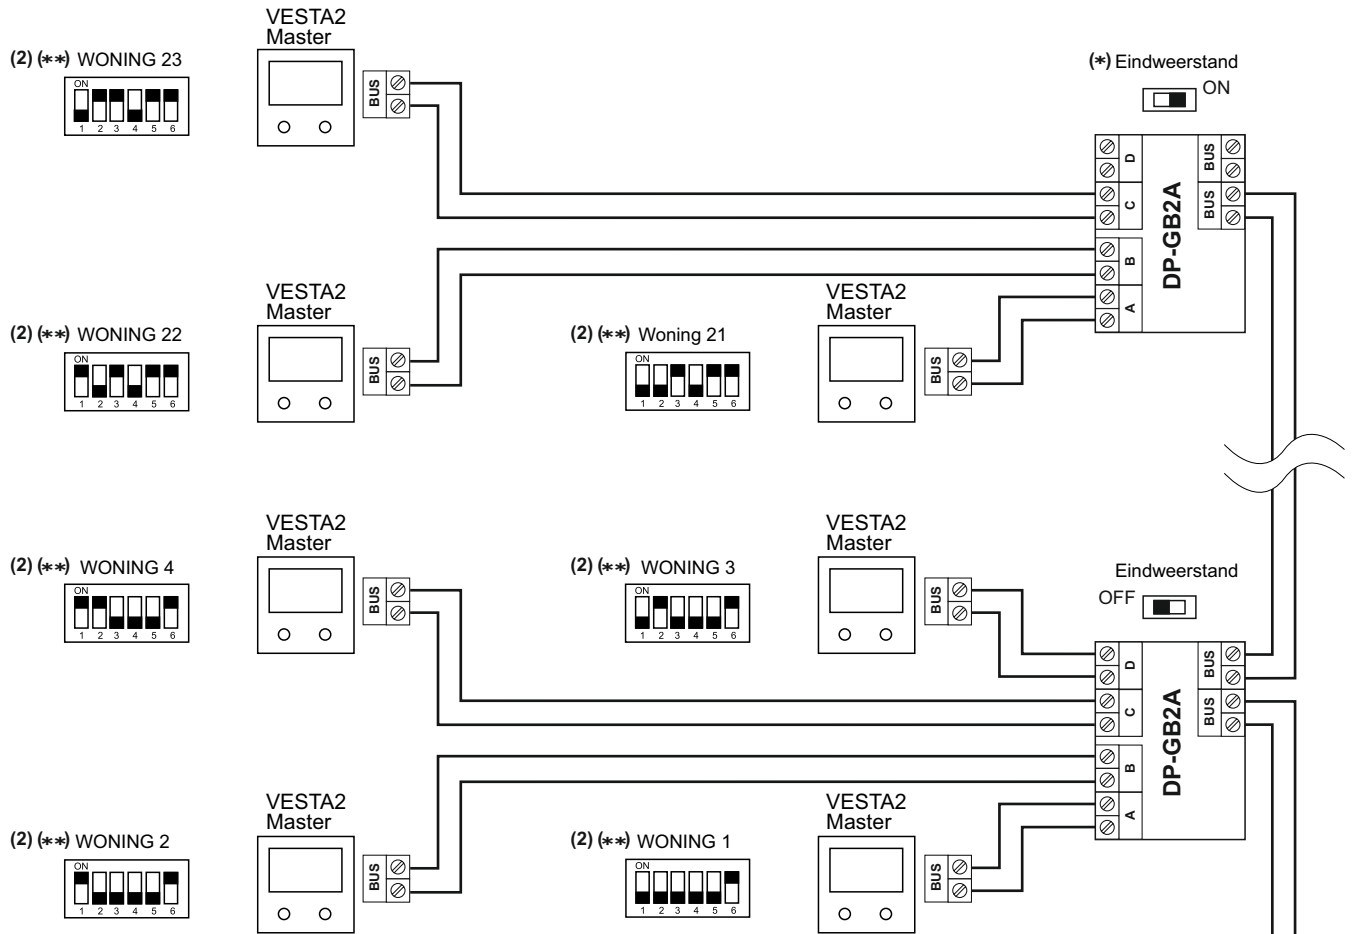 VESTA2
Master
(2) (**) WONING 23
ON
1 2 3 4 5 6
BUS
(*) Eindweerstand
ON
D
C
B
A
DP-GB2A
BUS
BUS
VESTA2
Master
(2) (**) WONING 22
ON
1 2 3 4 5 6
BUS
VESTA2
Master
(2) (**) Woning 21
ON
1 2 3 4 5 6
BUS
VESTA2
Master
(2) (**) WONING 4
ON
1 2 3 4 5 6
BUS
VESTA2
Master
(2) (**) WONING 3
ON
1 2 3 4 5 6
BUS
Eindweerstand
OFF
D
C
B
A
DP-GB2A
BUS
BUS
VESTA2
Master
(2) (**) WONING 2
ON
1 2 3 4 5 6
BUS
VESTA2
Master
(2) (**) WONING 1
ON
1 2 3 4 5 6
BUS